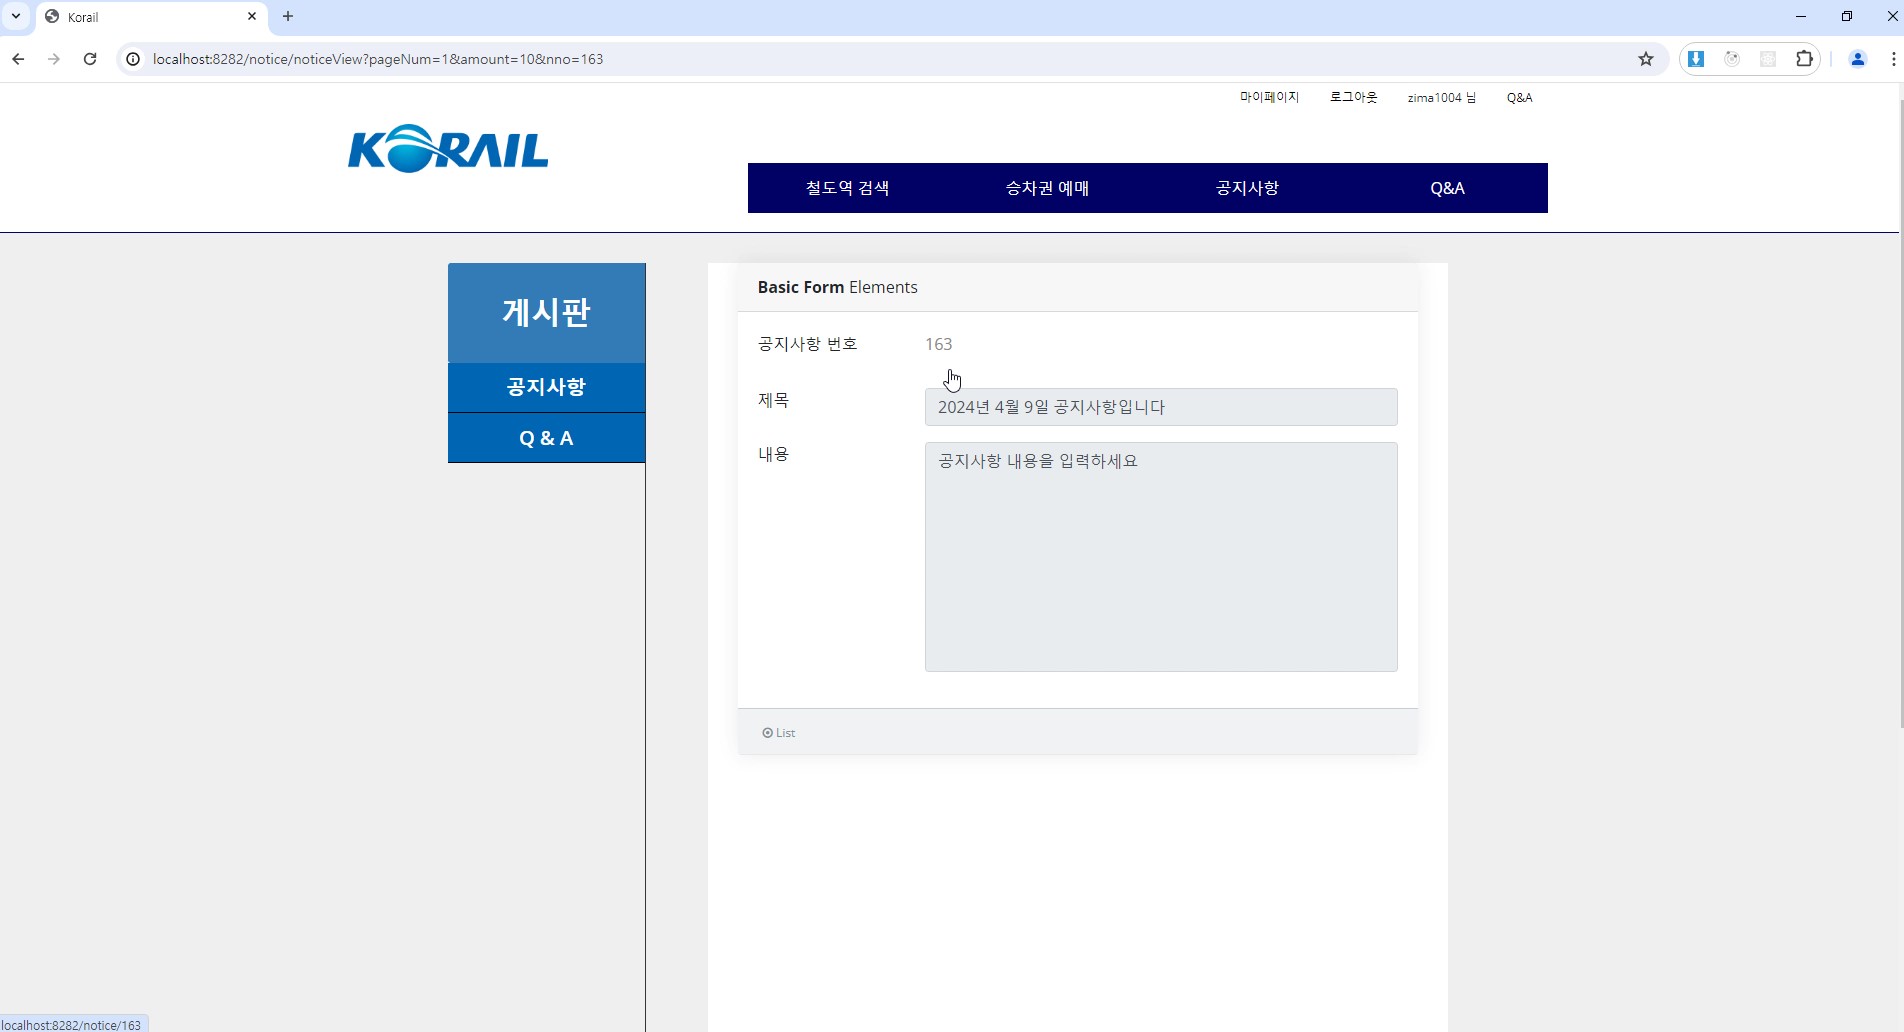 Korail
localhost:8282/notice/noticeView?pageNum=1&amount=10&nno=163
마이페이지 로그아웃 zima1004 님 Q&A
KORAIL
철도역 검색 승차권 예매 공지사항 Q&A
게시판
공지사항
Q & A
Basic Form Elements
공지사항 번호 163
제목 2024년 4월 9일 공지사항입니다
내용 공지사항 내용을 입력하세요
List
localhost:8282/notice/163